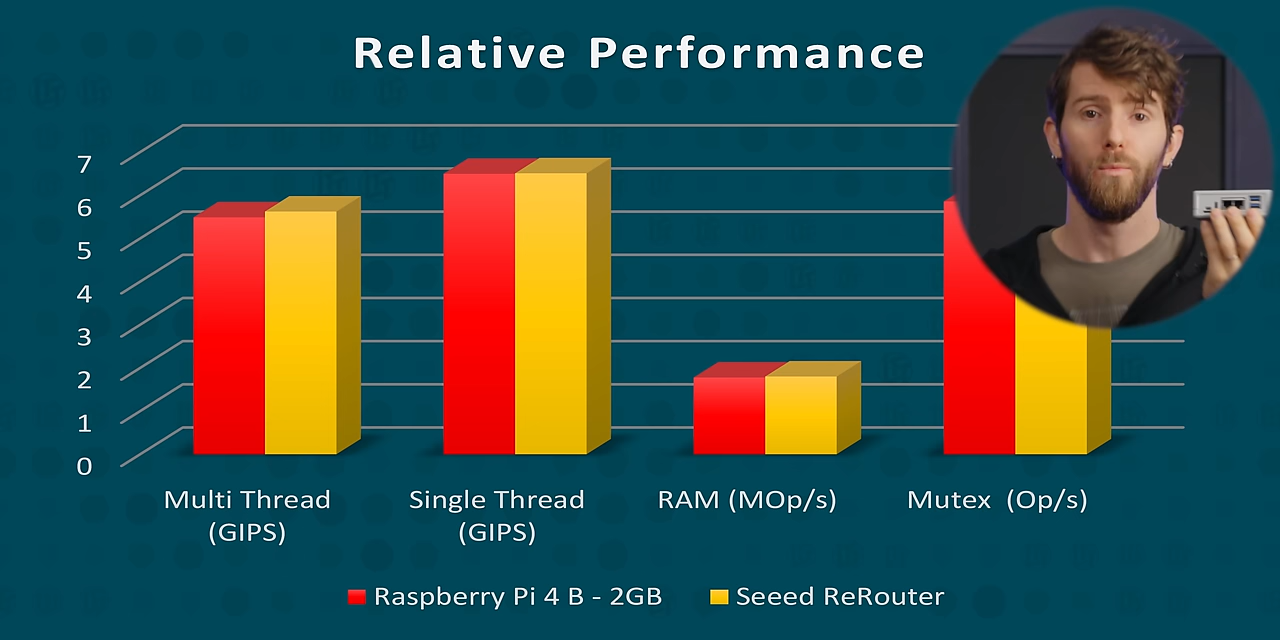 Relative Performance
7
6
5
4
3
2
1
0
Multi Thread
(GIPS)
Single Thread
(GIPS)
RAM (MOp/s)
Mutex (Op/s)
Raspberry Pi 4 B - 2GB
Seeed ReRouter